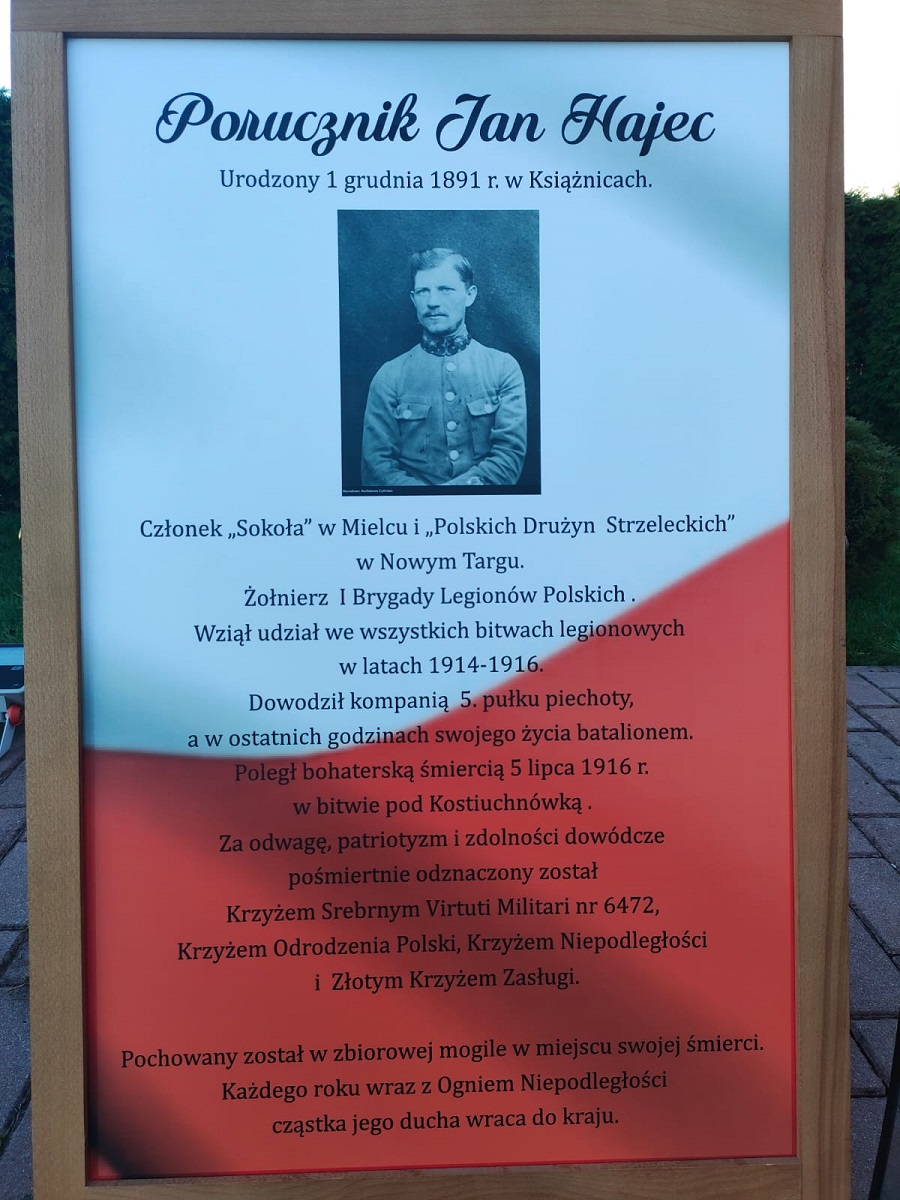 Porucznik Jan Hajec
Urodzony 1 grudnia 1891 r. w Książnicach.
Członek „Sokoła” w Mielcu i „Polskich Drużyn Strzeleckich”
w Nowym Targu.
Żołnierz I Brygady Legionów Polskich .
Wziął udział we wszystkich bitwach legionowych
w latach 1914-1916.
Dowodził kompanią 5. pułku piechoty,
a w ostatnich godzinach swojego życia batalionem.
Poległ bohaterską śmiercią 5 lipca 1916 r.
w bitwie pod Kostiuchnówką .
Za odwagę, patriotyzm i zdolności dowódcze
pośmiertnie odznaczony został
Krzyżem Srebrnym Virtuti Militari nr 6472,
Krzyżem Odrodzenia Polski, Krzyżem Niepodległości
i Złotym Krzyżem Zasługi.
Pochowany został w zbiorowej mogile w miejscu swojej śmierci.
Każdego roku wraz z Ogniem Niepodległości
cząstka jego ducha wraca do kraju.